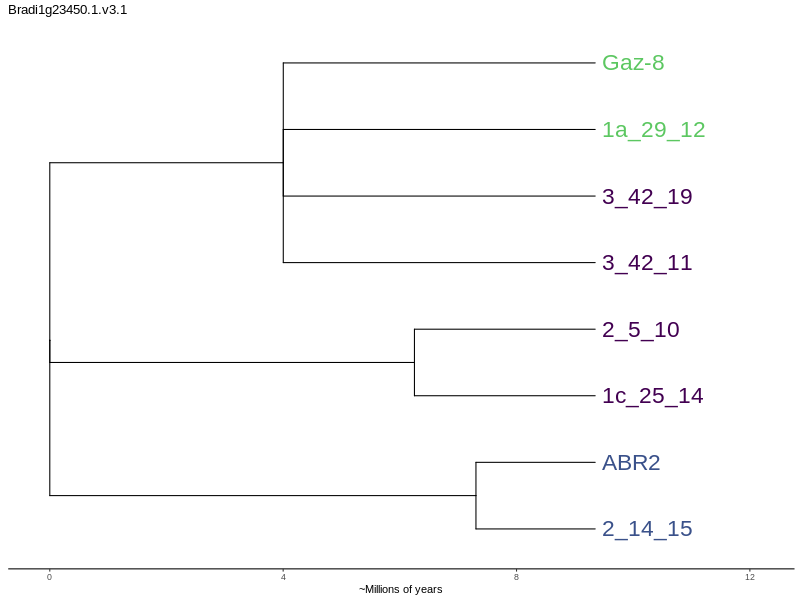 Bradi1g23450.1.v3.1
Gaz-8
1a_29_12
3_42_19
3_42_11
2_5_10
1c_25_14
ABR2
2_14_15
0 4 8 12
~Millions of years